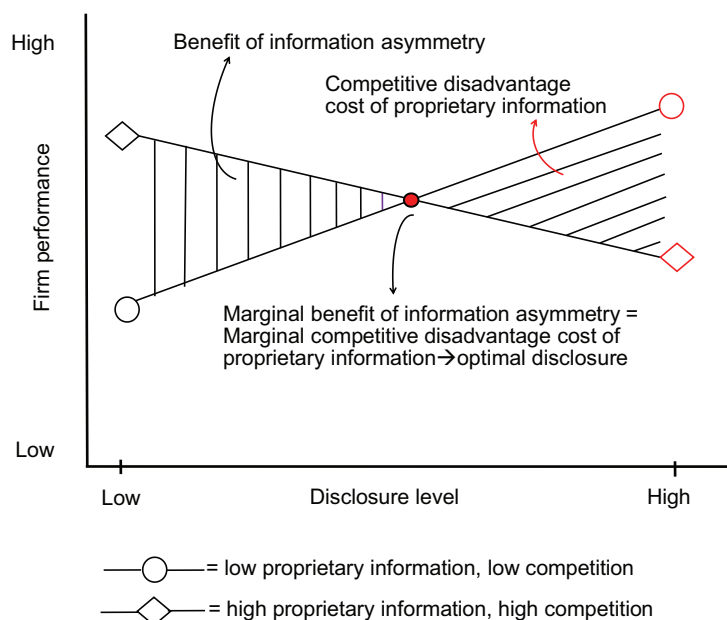 High
Benefit of information asymmetry
Competitive disadvantage
cost of proprietary information
Firm performance
Marginal benefit of information asymmetry =
Marginal competitive disadvantage cost of
proprietary information→optimal disclosure
Low
Low
Disclosure level
High
= low proprietary information, low competition
= high proprietary information, high competition